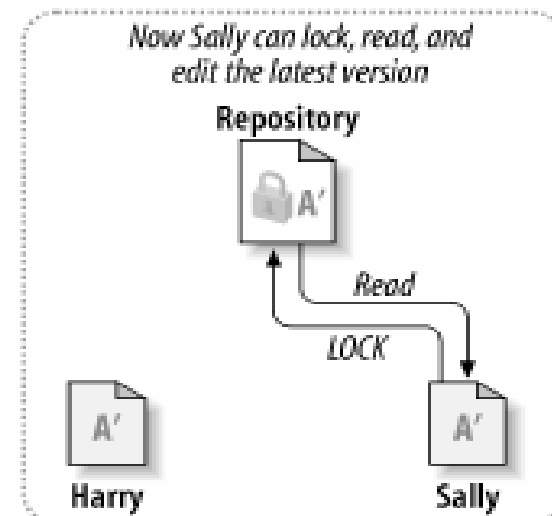 Now Sally can lock, read, and
edit the latest version
Repository
A′
Read
LOCK
A′
A′
Harry
Sally